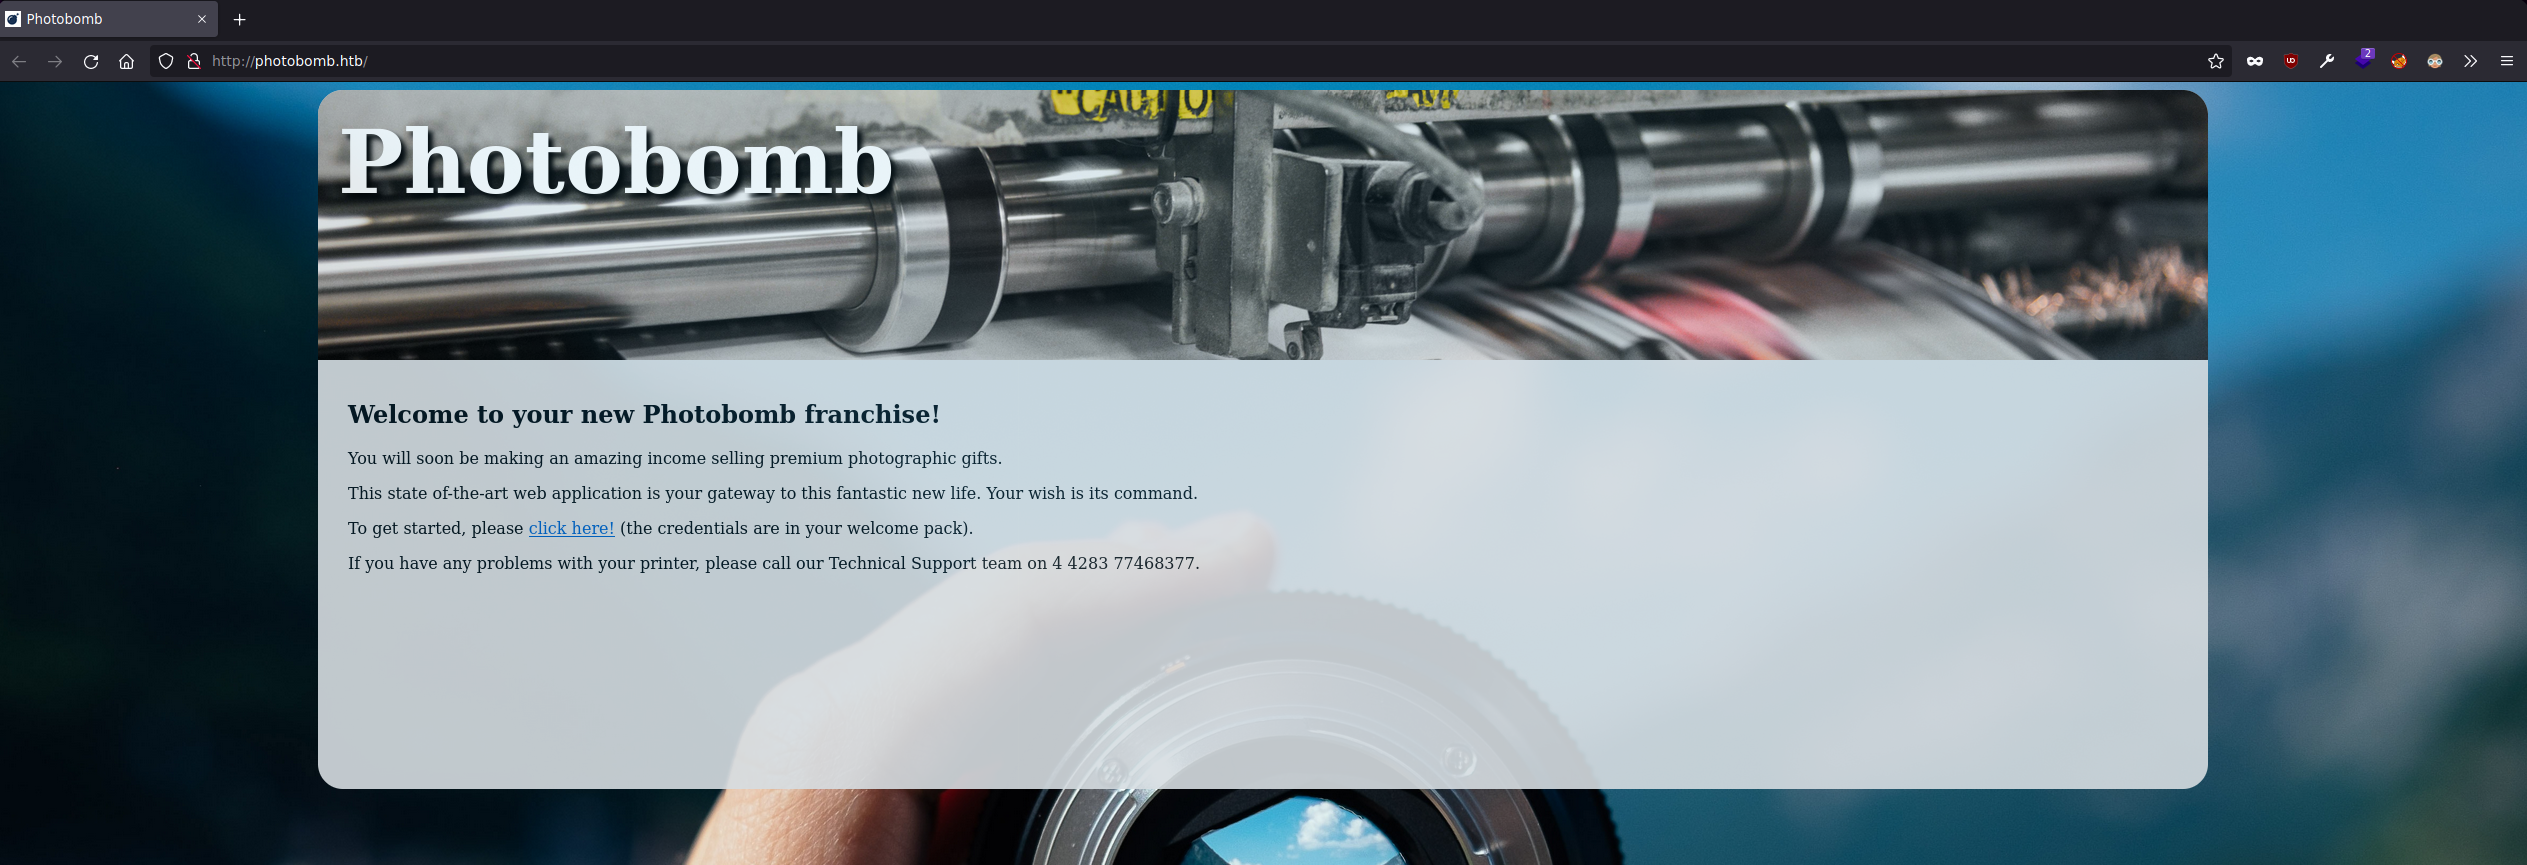 Photobomb
http://photobomb.htb/
2
Photobomb
Welcome to your new Photobomb franchise!
You will soon be making an amazing income selling premium photographic gifts.
This state of-the-art web application is your gateway to this fantastic new life. Your wish is its command.
To get started, please click here! (the credentials are in your welcome pack).
If you have any problems with your printer, please call our Technical Support team on 4 4283 77468377.